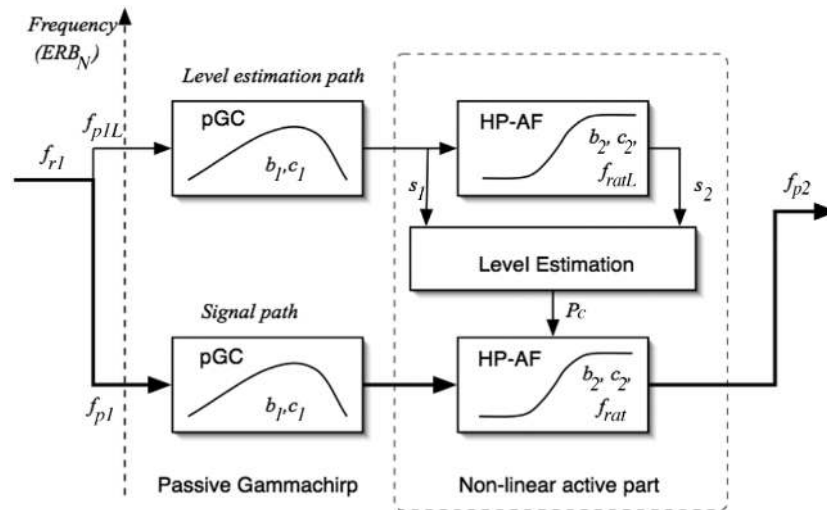 Frequency
(ERB_N)
Level estimation path
f_r1
f_p1L
pGC
b_1,c_1
HP-AF
b_2, c_2,
f_ratL
s_1
s_2
f_p2
Level Estimation
P_C
Signal path
f_p1
pGC
b_1,c_1
HP-AF
b_2, c_2,
f_rat
Passive Gammachirp
Non-linear active part